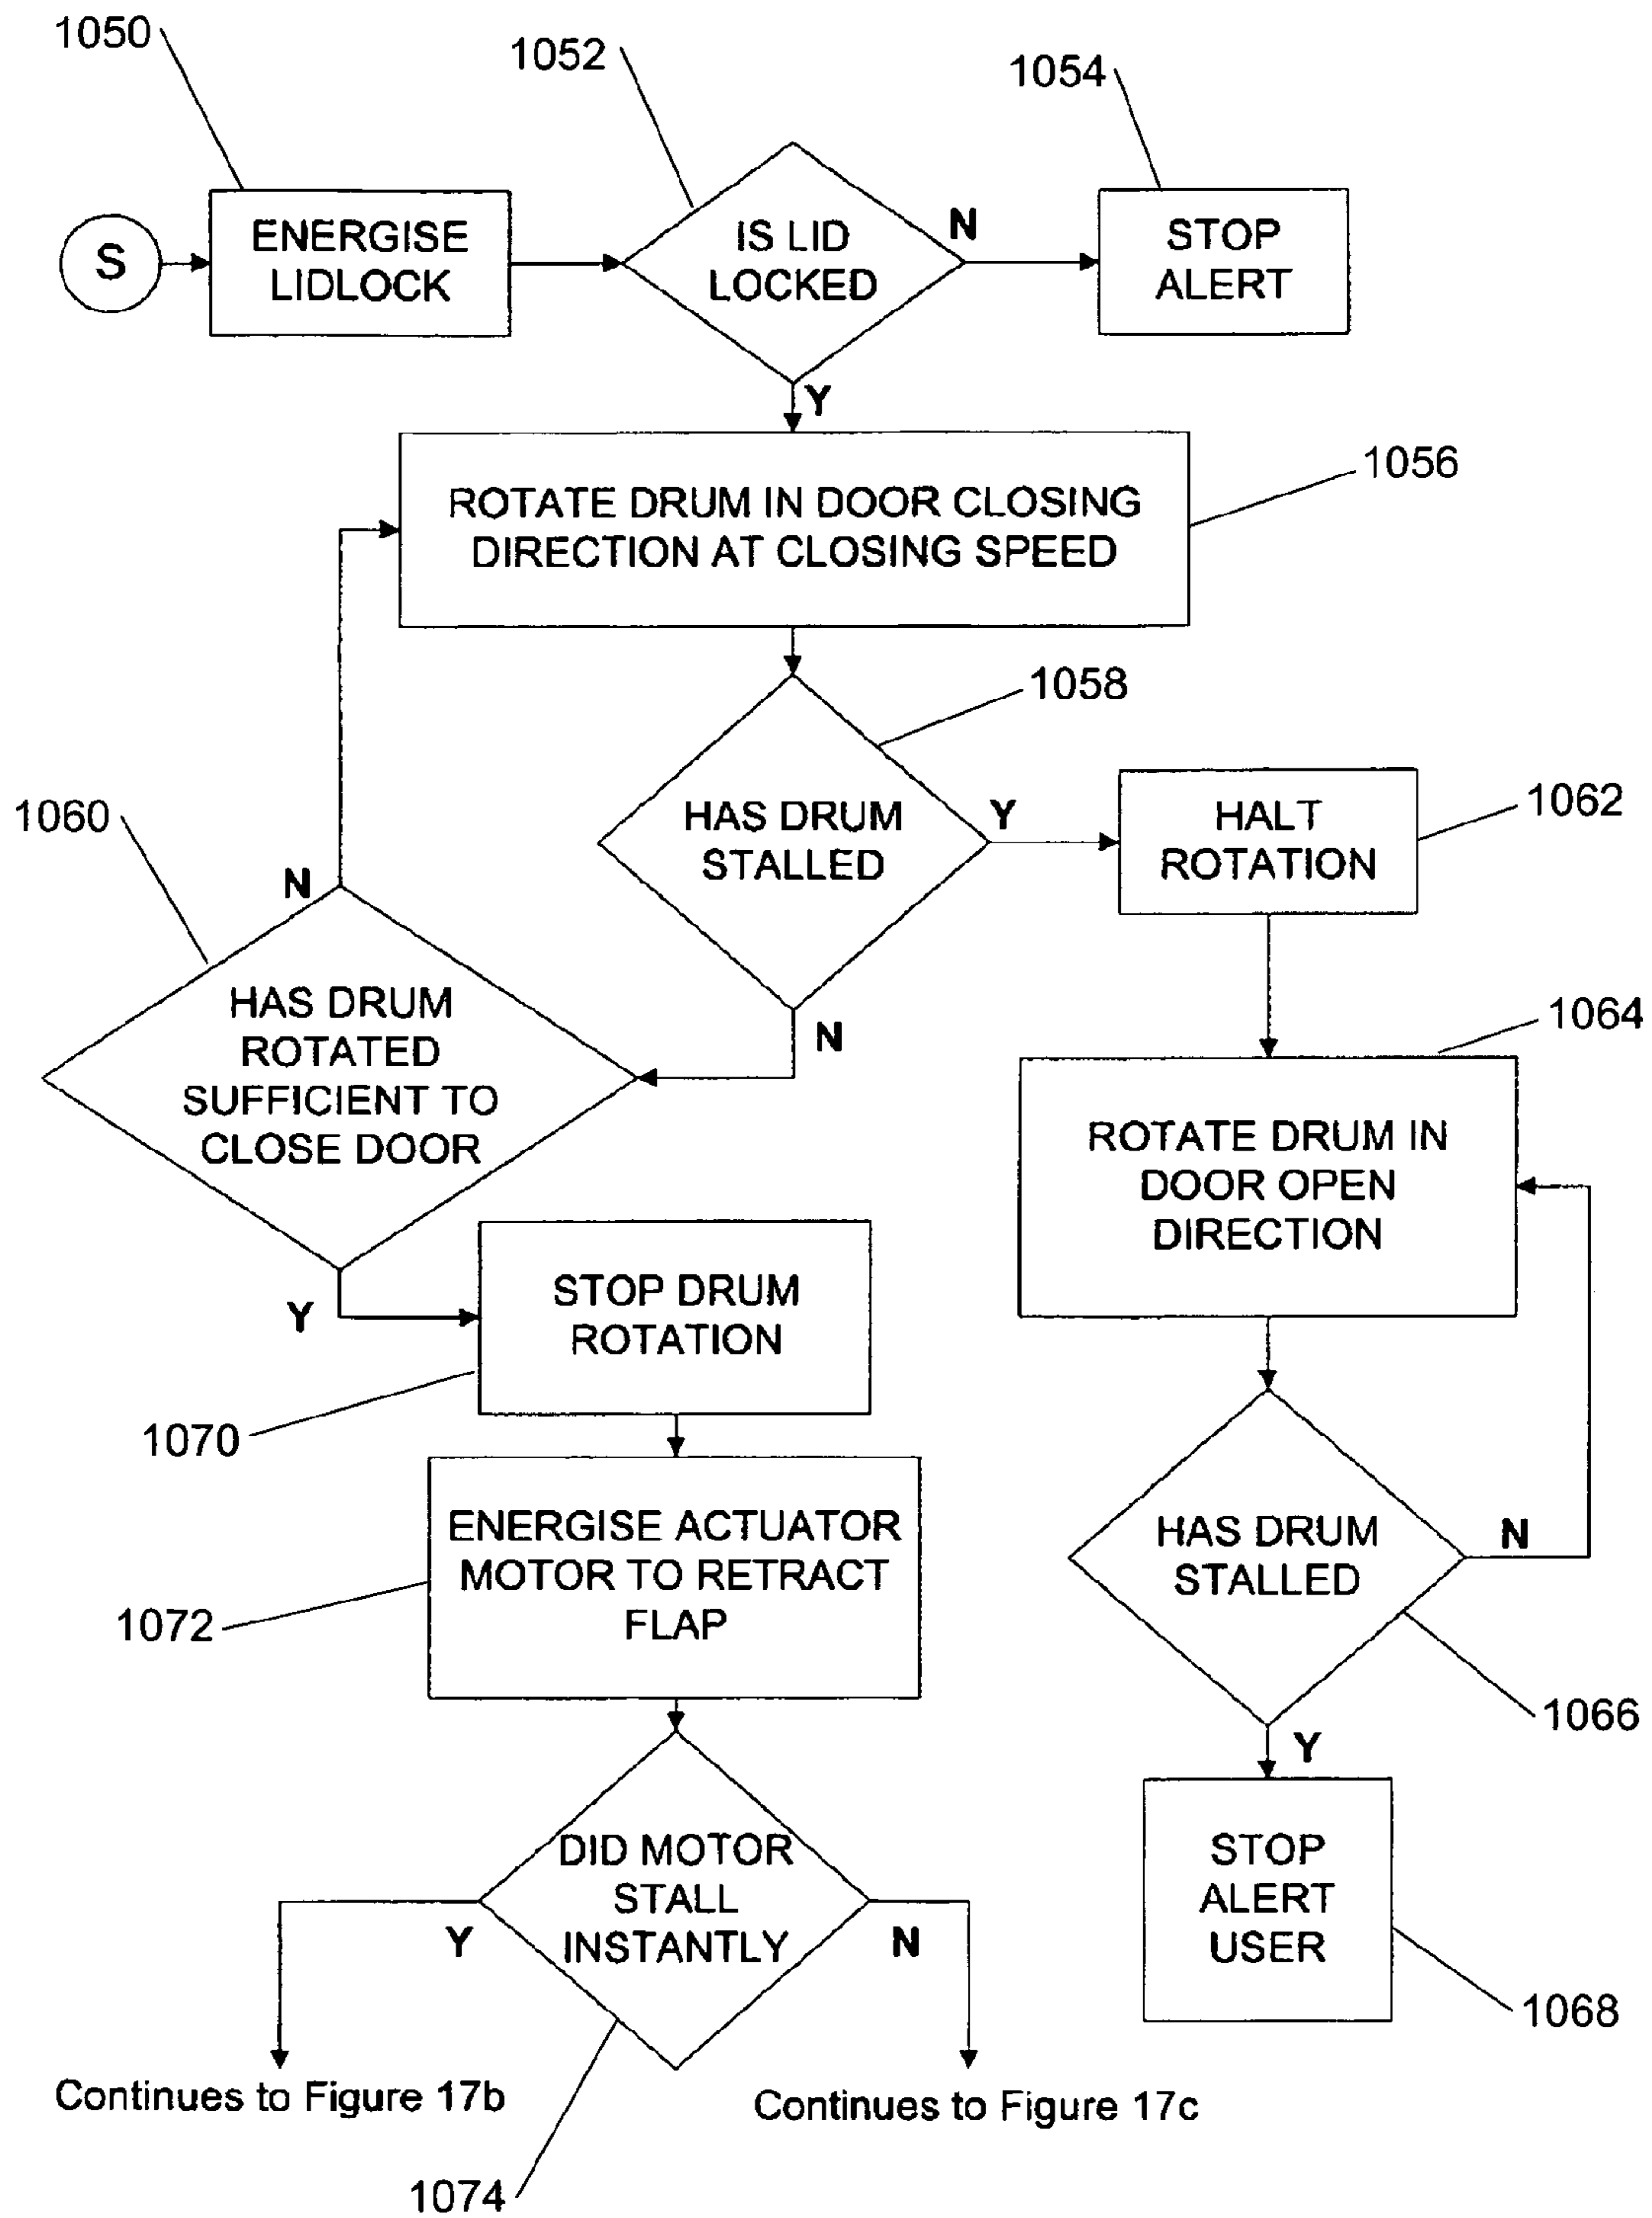 1050
1052
1054
S
ENERGISE
LIDLOCK
IS LID
LOCKED
N
STOP
ALERT
Y
1056
ROTATE DRUM IN DOOR CLOSING
DIRECTION AT CLOSING SPEED
1058
1060
HAS DRUM
STALLED
Y
HALT
ROTATION
1062
N
HAS DRUM
ROTATED
SUFFICIENT TO
CLOSE DOOR
N
1064
ROTATE DRUM IN
DOOR OPEN
DIRECTION
Y
STOP DRUM
ROTATION
1070
ENERGISE ACTUATOR
MOTOR TO RETRACT
FLAP
1072
HAS DRUM
STALLED
N
1066
Y
DID MOTOR
STALL
INSTANTLY
Y
N
STOP
ALERT
USER
1068
Continues to Figure 17b
Continues to Figure 17c
1074